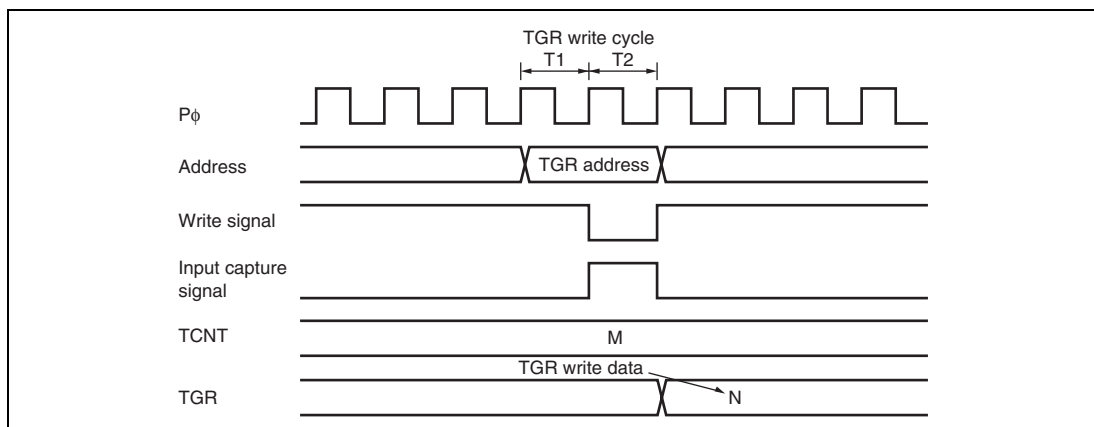 TGR write cycle
T1 T2
Pϕ
Address TGR address
Write signal
Input capture
signal
TCNT M
TGR write data
TGR N